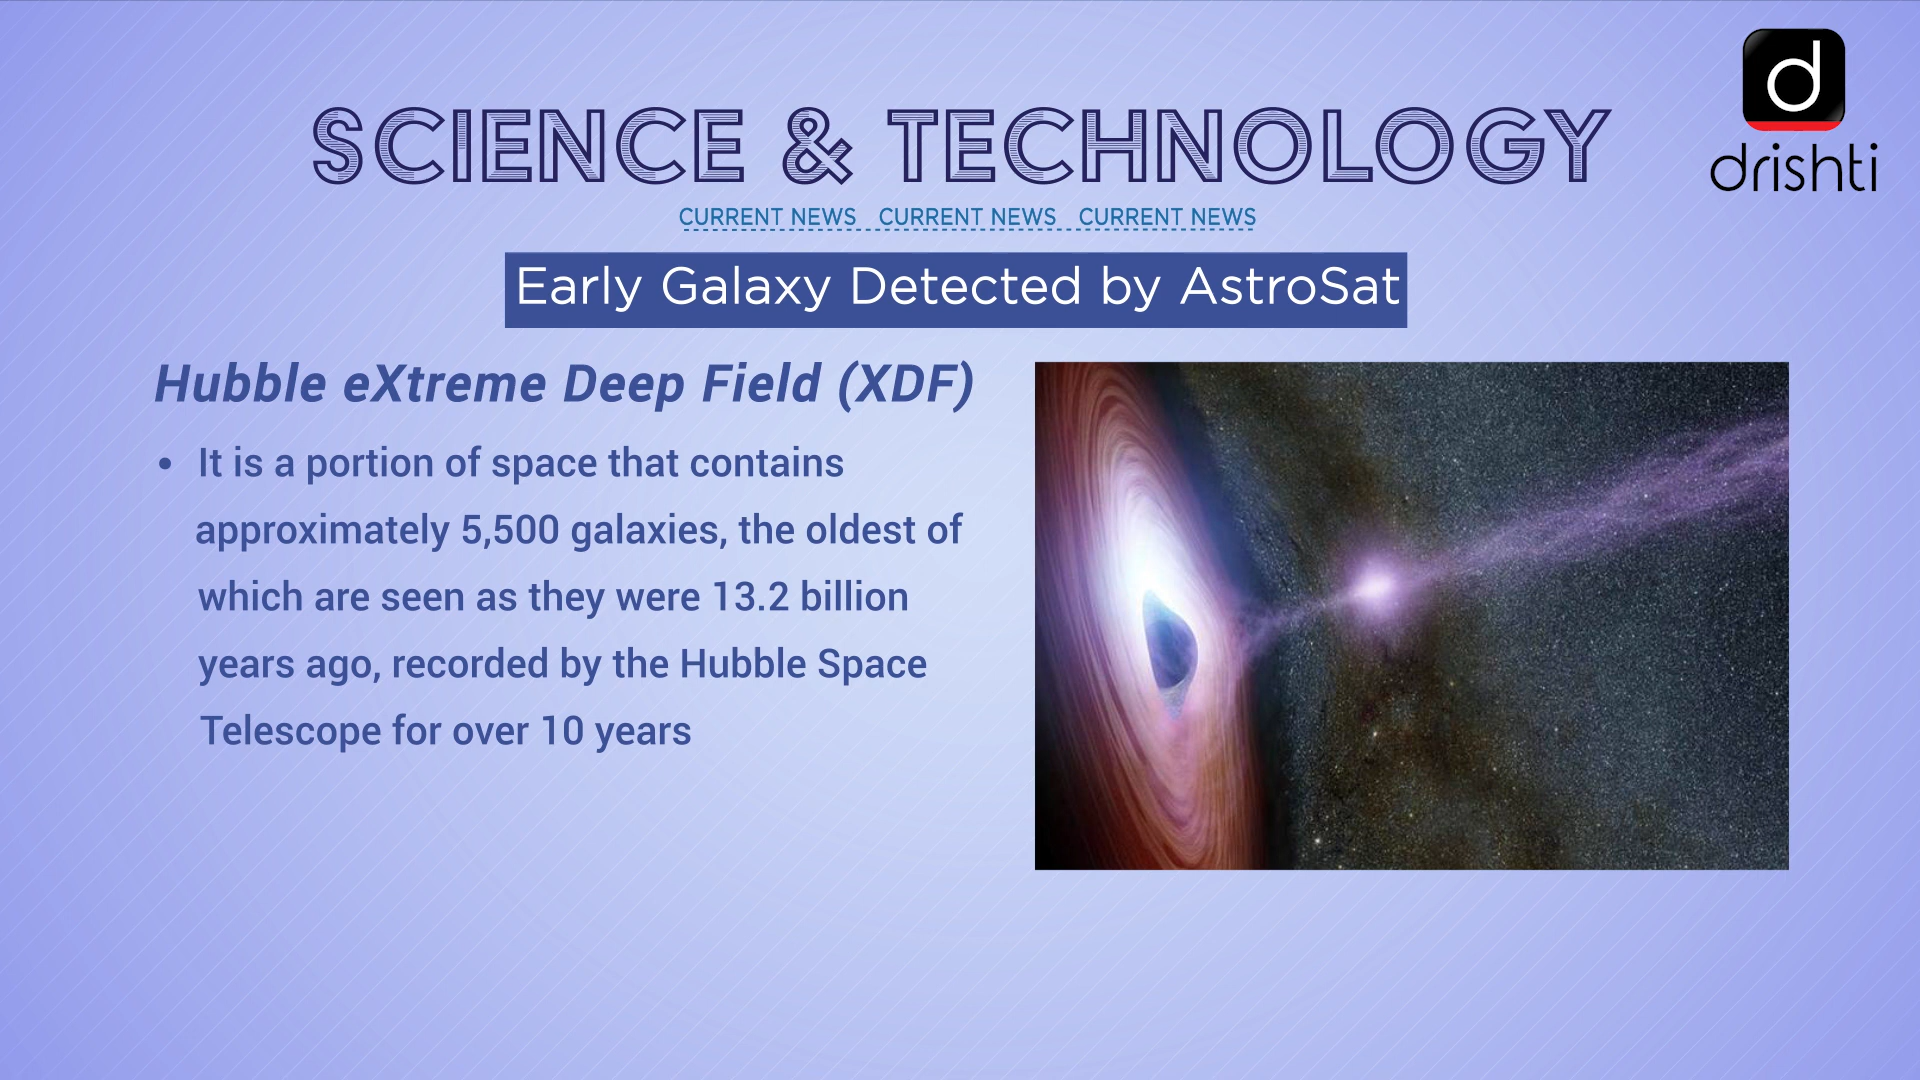 d
drishti
SCIENCE & TECHNOLOGY
CURRENT NEWS CURRENT NEWS CURRENT NEWS
Early Galaxy Detected by AstroSat
Hubble eXtreme Deep Field (XDF)
• It is a portion of space that contains
approximately 5,500 galaxies, the oldest of
which are seen as they were 13.2 billion
years ago, recorded by the Hubble Space
Telescope for over 10 years